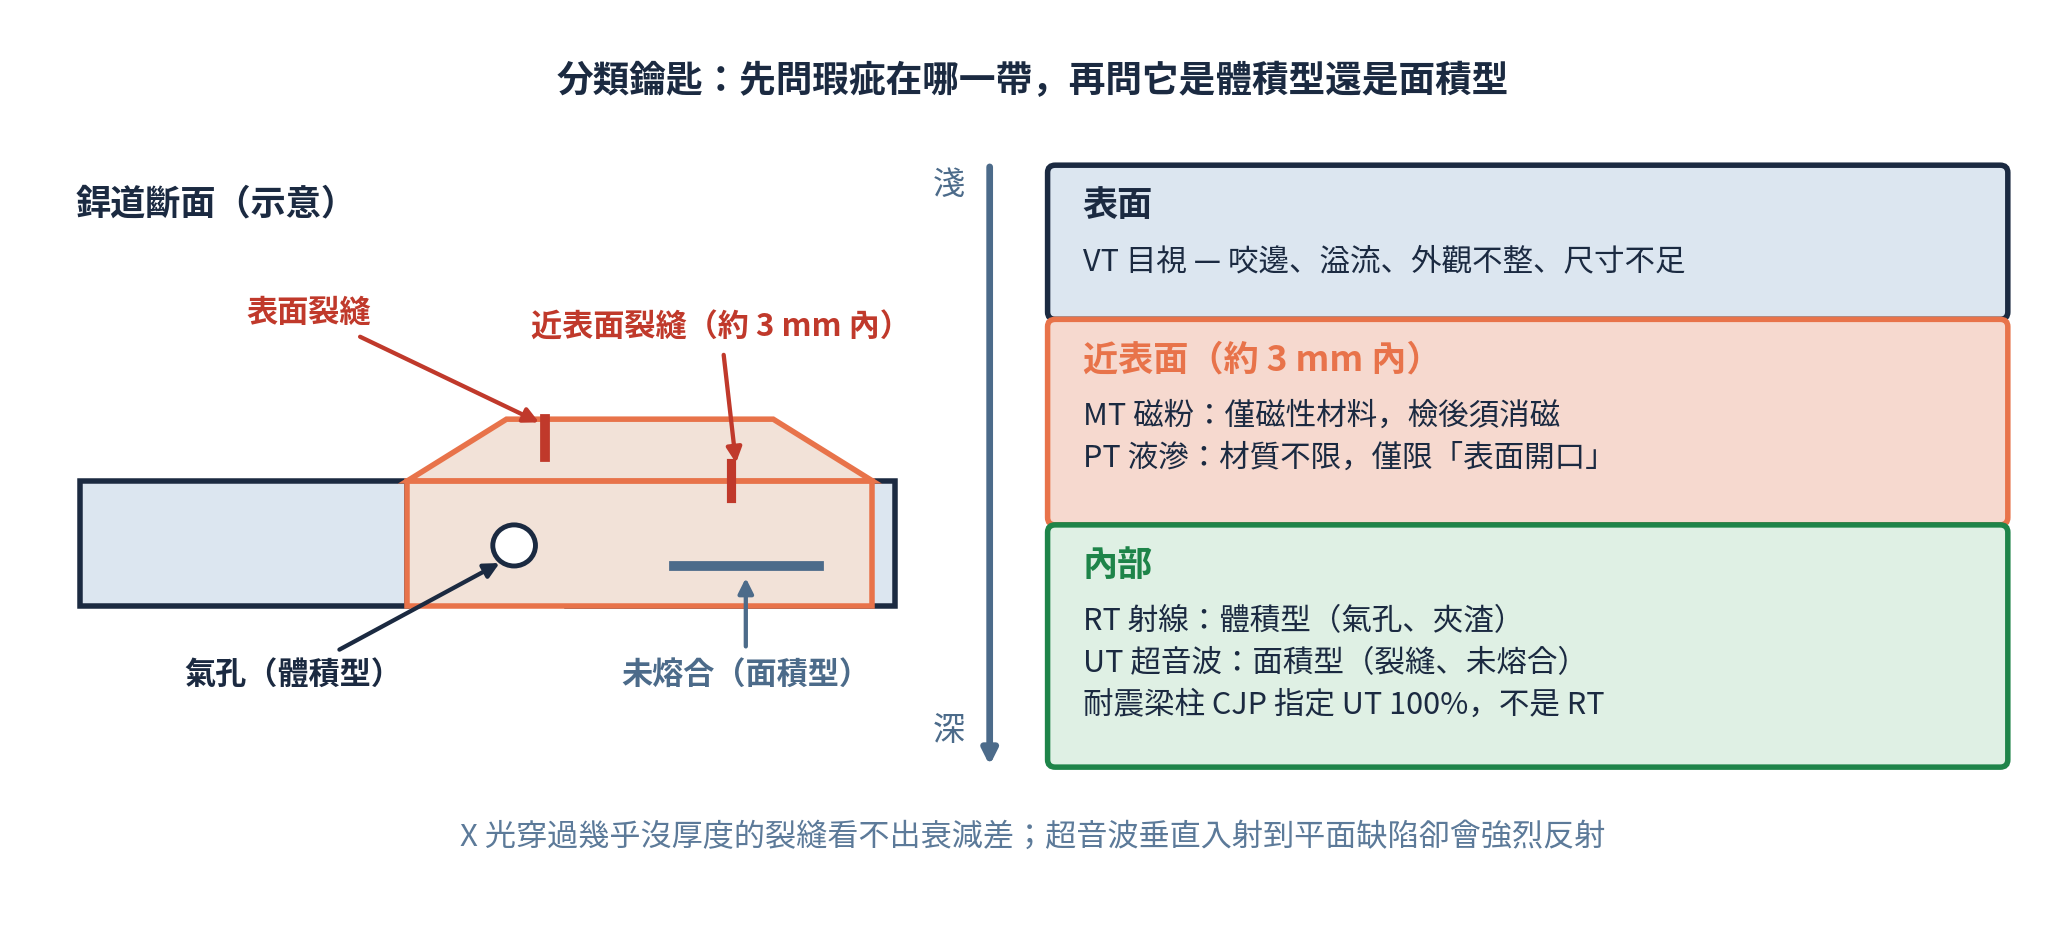 分類鑰匙：先問瑕疵在哪一帶，再問它是體積型還是面積型
銲道斷面（示意）
表面裂縫
近表面裂縫（約 3 mm 內）
氣孔（體積型）
未熔合（面積型）
淺
深
表面
VT 目視 — 咬邊、溢流、外觀不整、尺寸不足
近表面（約 3 mm 內）
MT 磁粉：僅磁性材料，檢後須消磁
PT 液滲：材質不限，僅限「表面開口」
內部
RT 射線：體積型（氣孔、夾渣）
UT 超音波：面積型（裂縫、未熔合）
耐震梁柱 CJP 指定 UT 100%，不是 RT
X 光穿過幾乎沒厚度的裂縫看不出衰減差；超音波垂直入射到平面缺陷卻會強烈反射